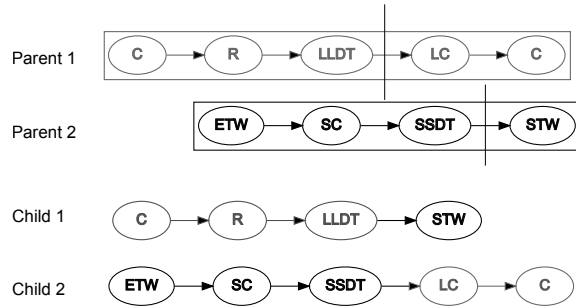 Parent 1 C R LLDT LC C
Parent 2 ETW SC SSDT STW
Child 1 C R LLDT STW
Child 2 ETW SC SSDT LC C